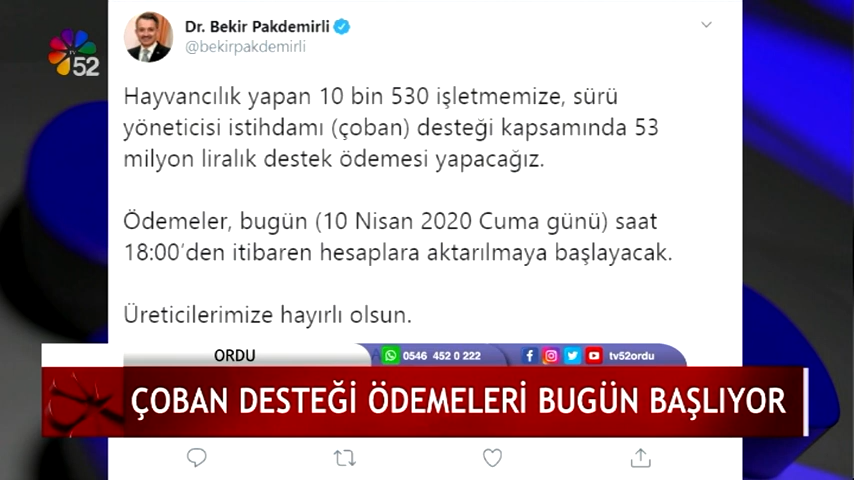 Dr. Bekir Pakdemirli
@bekirpakdemirli
TV
52
Hayvancılık yapan 10 bin 530 işletmemize, sürü
yöneticisi istihdamı (çoban) desteği kapsamında 53
milyon liralık destek ödemesi yapacağız.
Ödemeler, bugün (10 Nisan 2020 Cuma günü) saat
18:00'den itibaren hesaplara aktarılmaya başlayacak.
Üreticilerimize hayırlı olsun.
ORDU
0546 452 0 222
tv52ordu
ÇOBAN DESTEĞİ ÖDEMELERİ BUGÜN BAŞLIYOR